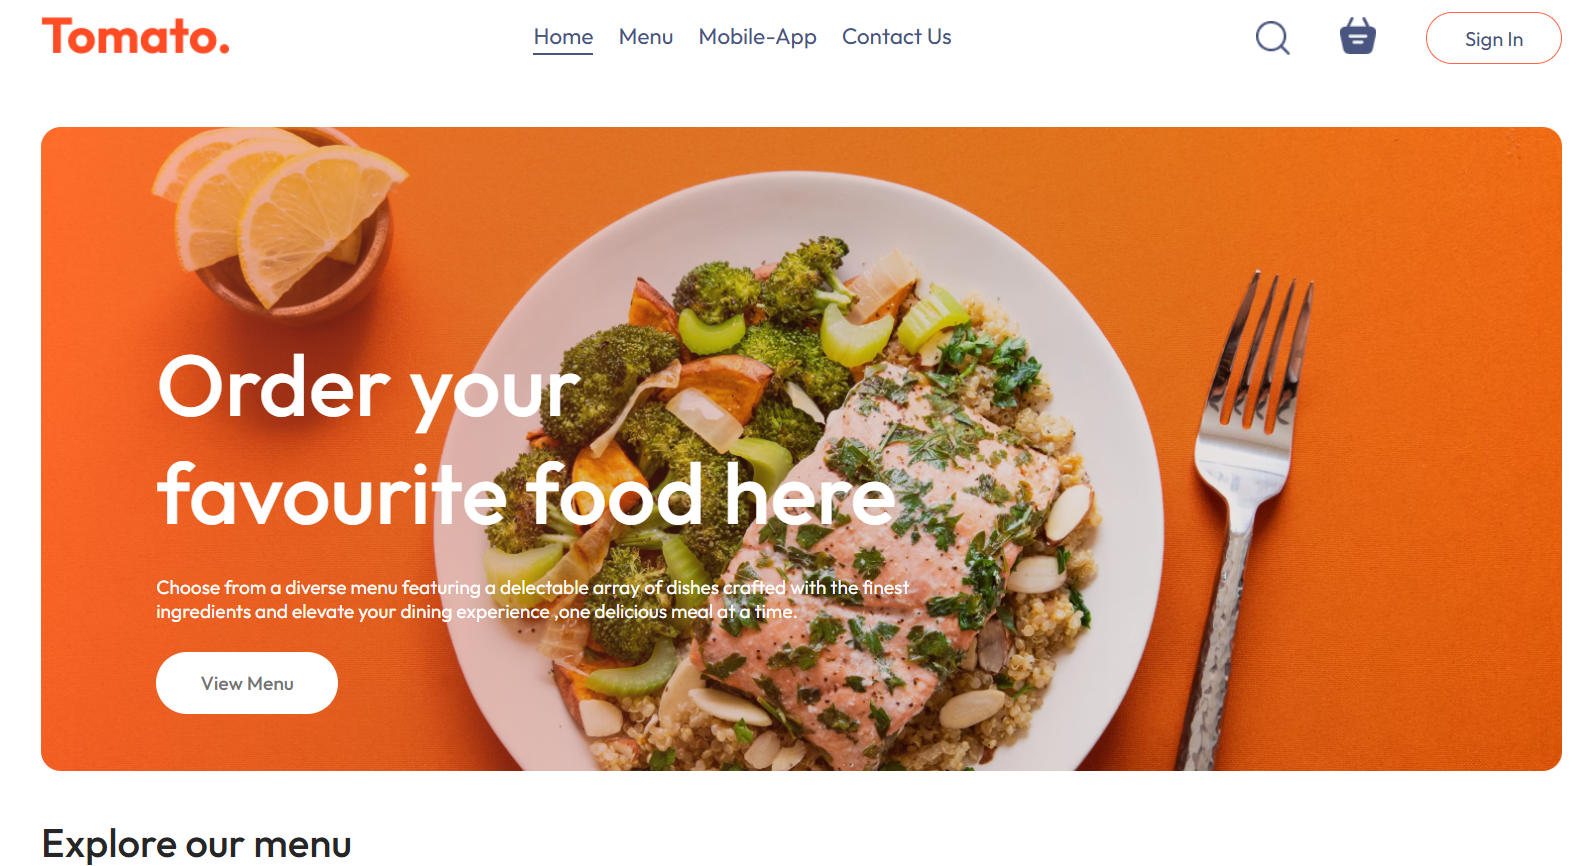 Tomato.
Home Menu Mobile-App Contact Us
Sign In
Order your
favourite food here
Choose from a diverse menu featuring a delectable array of dishes crafted with the finest
ingredients and elevate your dining experience ,one delicious meal at a time.
View Menu
Explore our menu